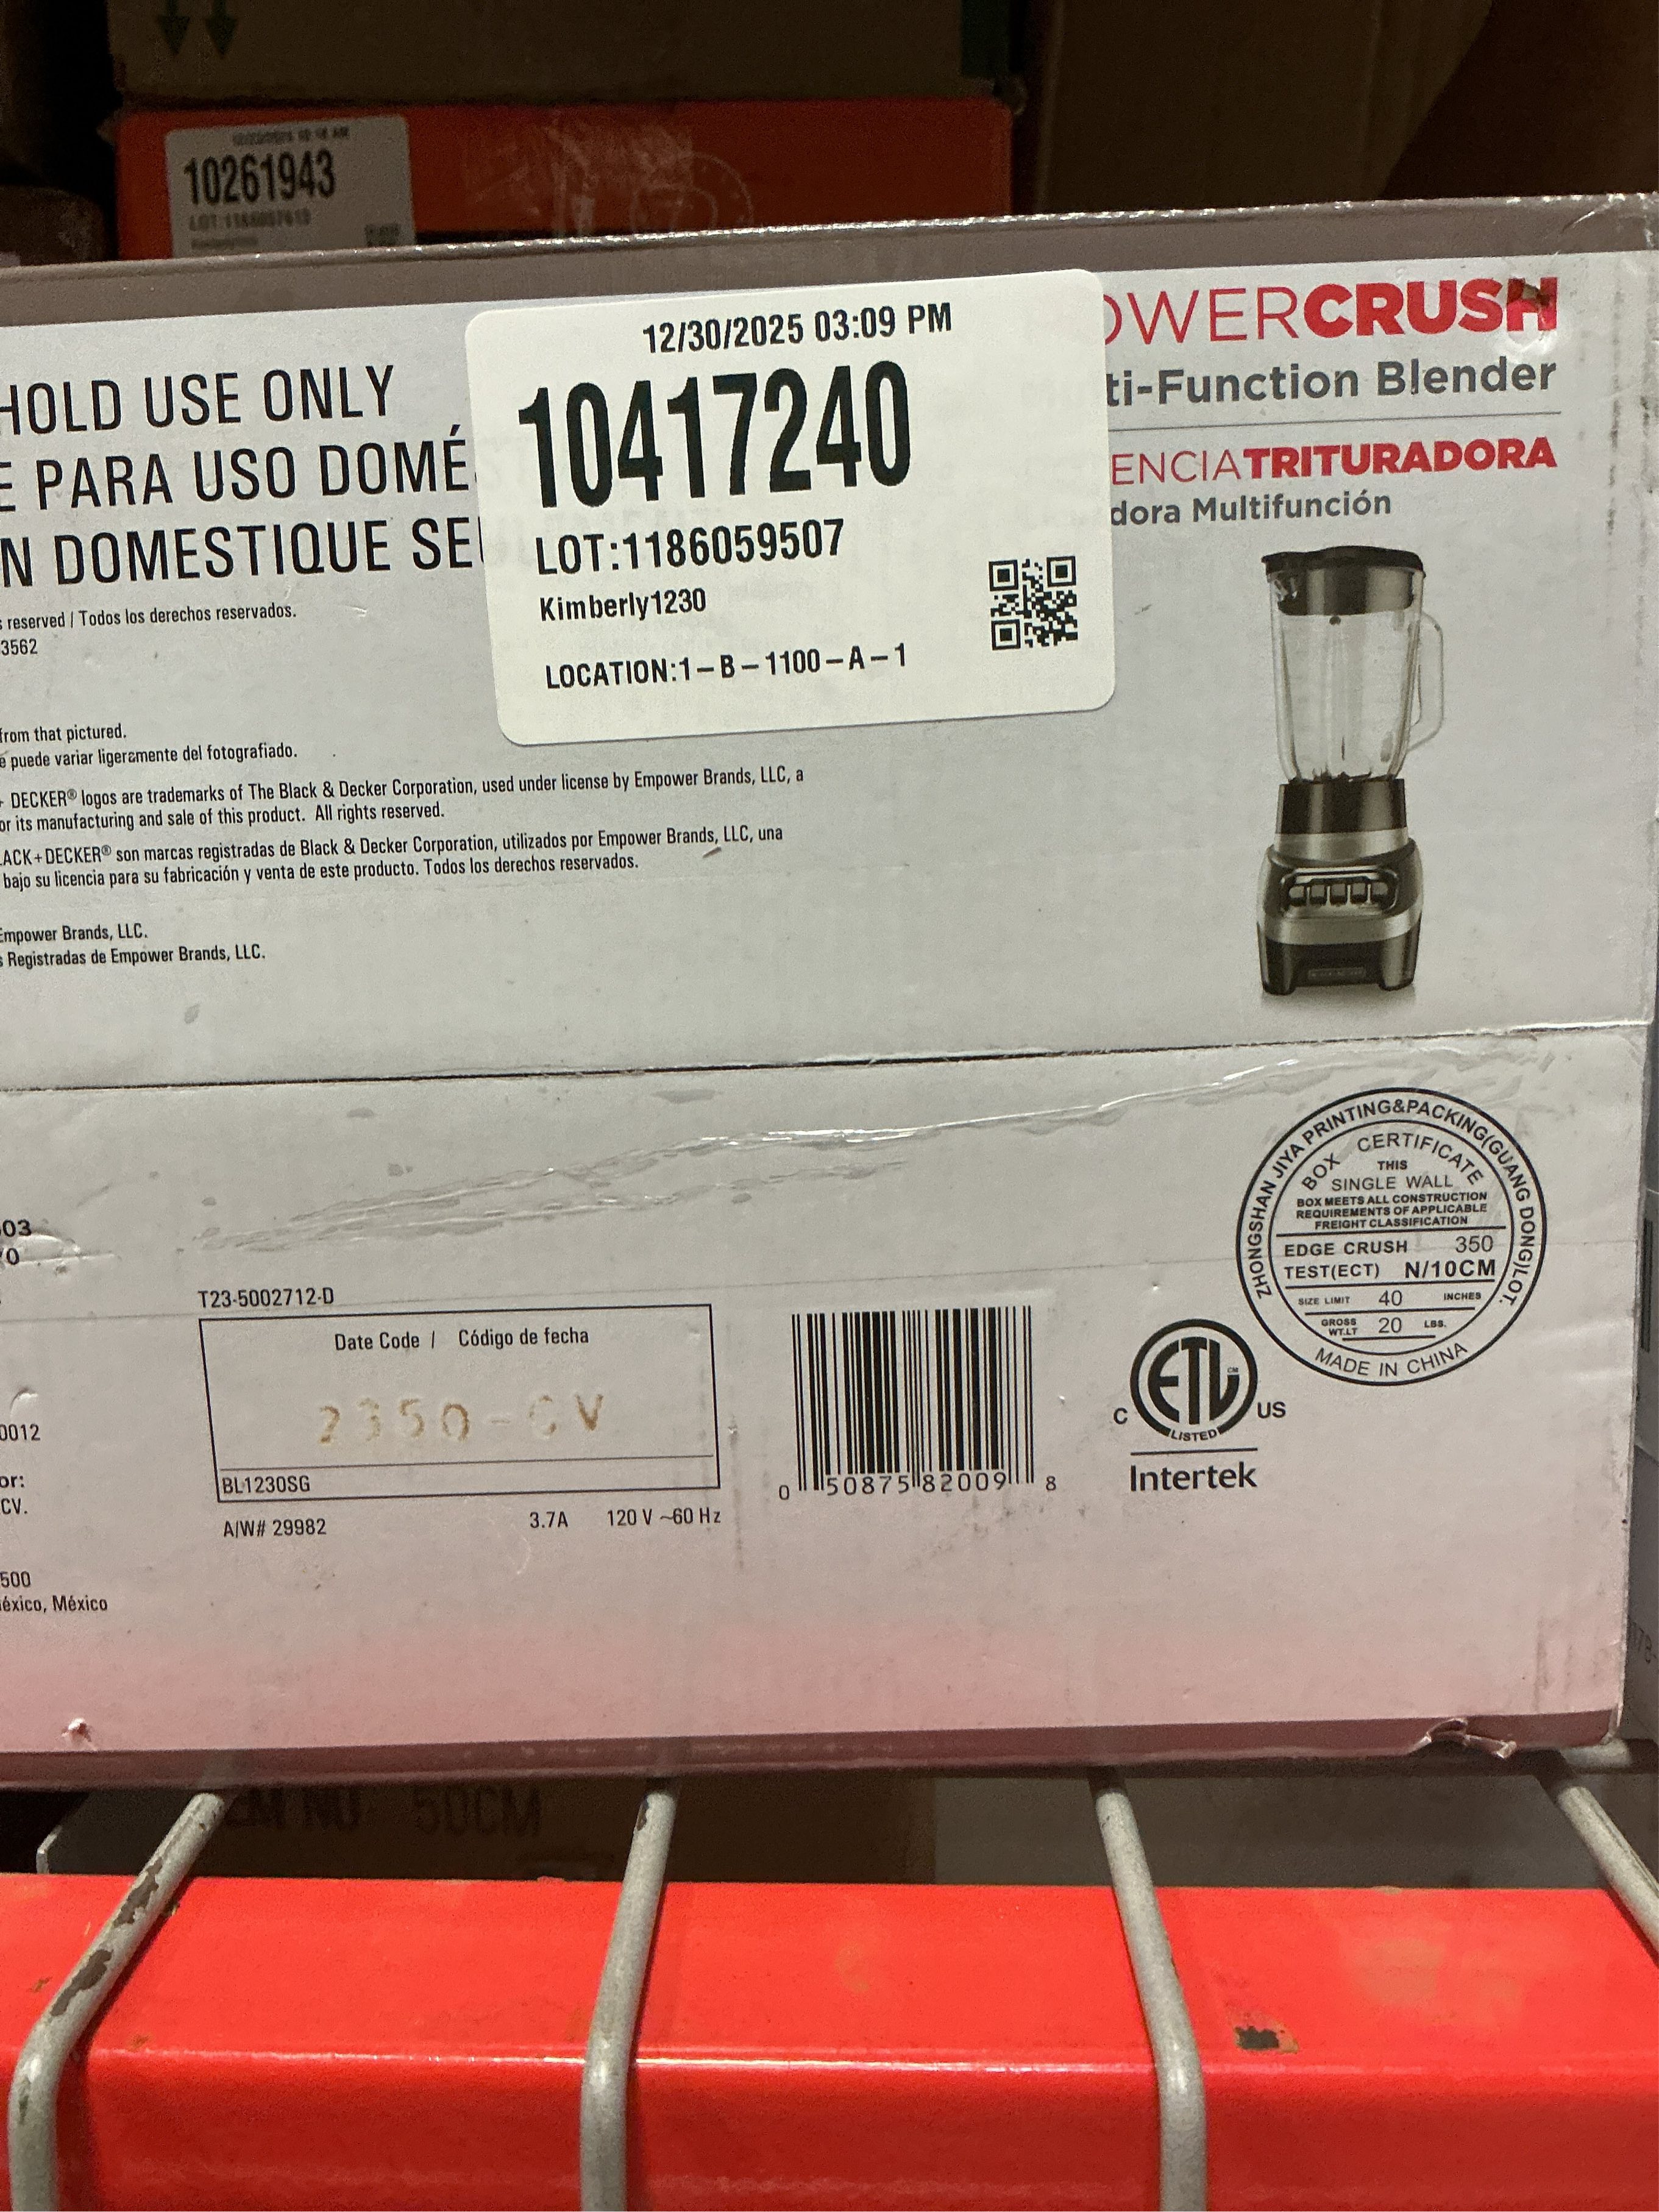 10261943
12/30/2025 03:09 PM
10417240
LOT:1186059507
Kimberly1230
LOCATION:1-B-1100-A-1
OWERCRUSH
ti-Function Blender
ENCIATRITURADORA
dora Multifunción
HOLD USE ONLY
E PARA USO DOMÉ
N DOMESTIQUE SEU
s reserved / Todos los derechos reservados.
3562
from that pictured.
e puede variar ligeramente del fotografiado.
+ DECKER® logos are trademarks of The Black & Decker Corporation, used under license by Empower Brands, LLC, a
or its manufacturing and sale of this product. All rights reserved.
LACK+DECKER® son marcas registradas de Black & Decker Corporation, utilizados por Empower Brands, LLC, una
bajo su licencia para su fabricación y venta de este producto. Todos los derechos reservados.
Empower Brands, LLC.
s Registradas de Empower Brands, LLC.
ZHONGSHAN JIYA PRINTING&PACKING(GUANG DONG)LOT.
BOX CERTIFICATE
THIS
SINGLE WALL
BOX MEETS ALL CONSTRUCTION
REQUIREMENTS OF APPLICABLE
FREIGHT CLASSIFICATION
EDGE CRUSH 350
TEST(ECT) N/10CM
SIZE LIMIT 40 INCHES
GROSS WT.LT 20 LBS.
MADE IN CHINA
03
0
T23-5002712-D
Date Code / Código de fecha
2350-CV
BL1230SG
A/W# 29982 3.7A 120 V ~60 Hz
0 50875 82009 8
C ETL CM US
LISTED
Intertek
0012
or:
CV.
500
éxico, México
50CM